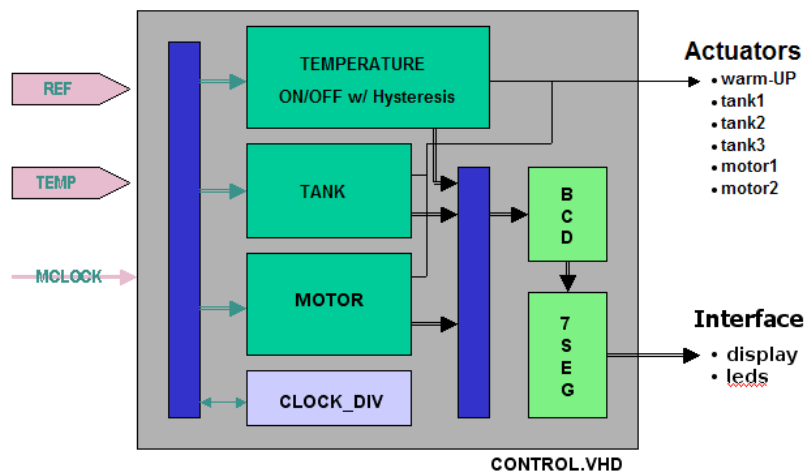 REF
TEMP
MCLOCK
TEMPERATURE
ON/OFF w/ Hysteresis
TANK
MOTOR
CLOCK_DIV
B
C
D
7
S
E
G
Actuators
• warm-UP
• tank1
• tank2
• tank3
• motor1
• motor2
Interface
• display
• leds
CONTROL.VHD